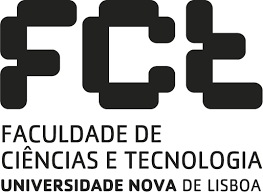 FCt
FACULDADE DE
CIÊNCIAS E TECNOLOGIA
UNIVERSIDADE NOVA DE LISBOA